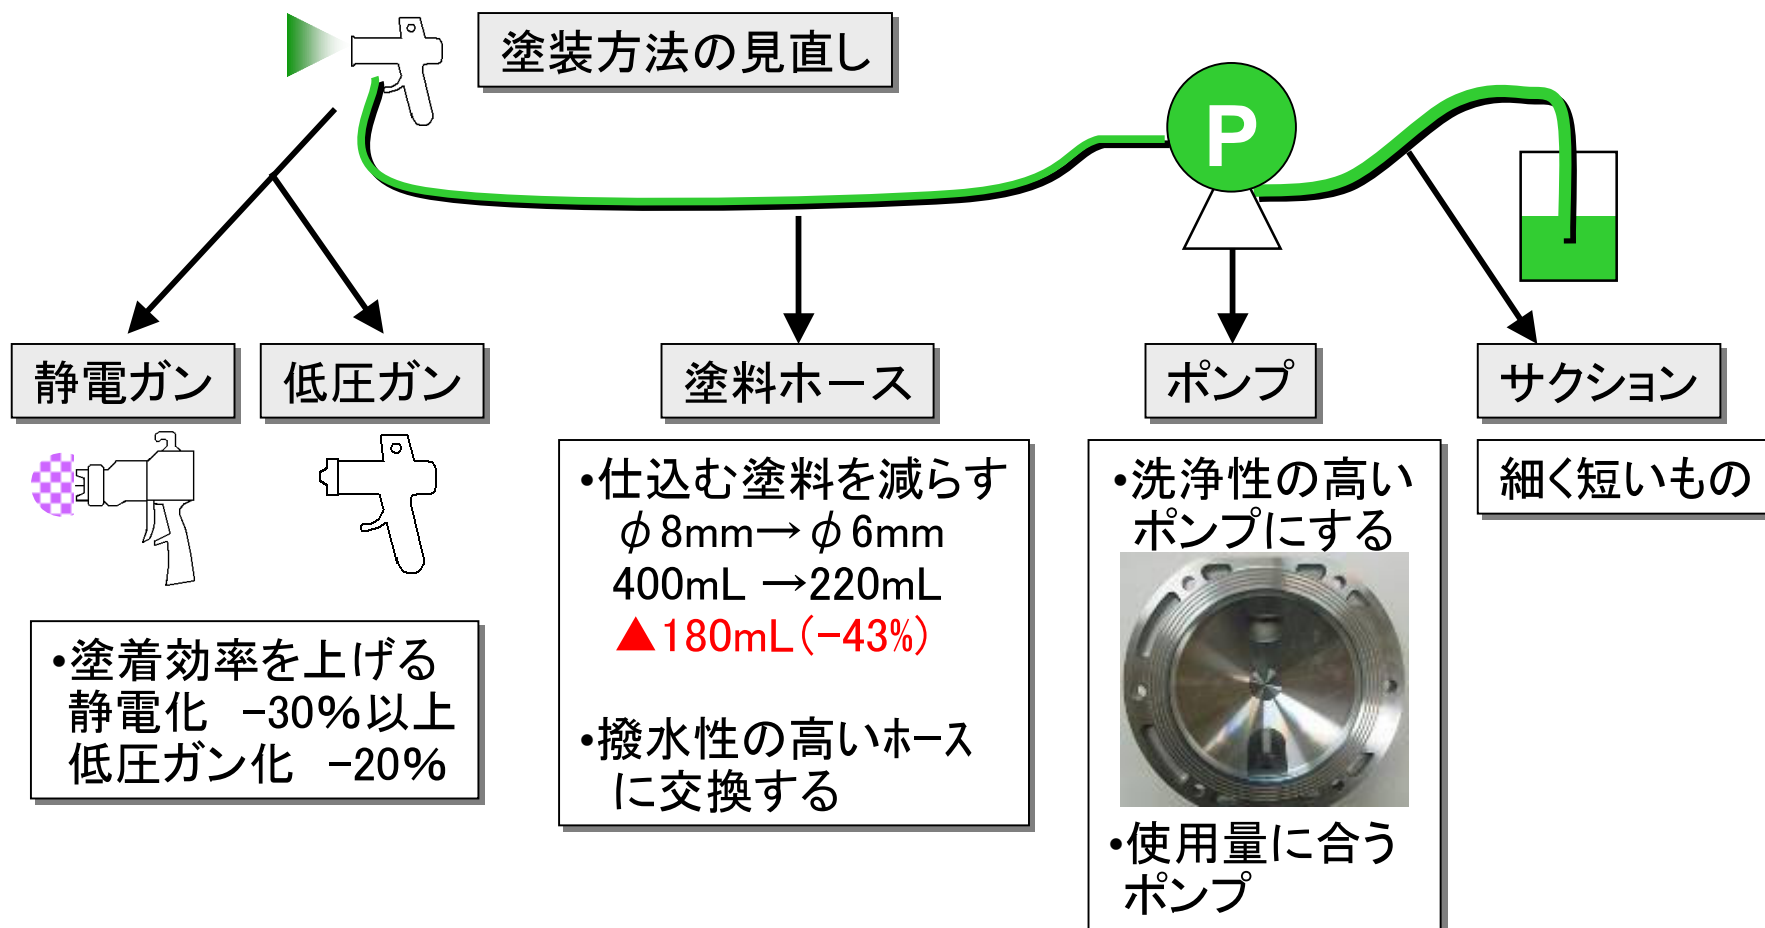 塗装方法の見直し
P
静電ガン
低圧ガン
塗料ホース
ポンプ
サクション
・塗着効率を上げる
静電化　-30%以上
低圧ガン化　-20%
・仕込む塗料を減らす
φ8mm→φ6mm
400mL →220mL
▲180mL(-43%)
・撥水性の高いホース
に交換する
・洗浄性の高い
ポンプにする
・使用量に合う
ポンプ
細く短いもの